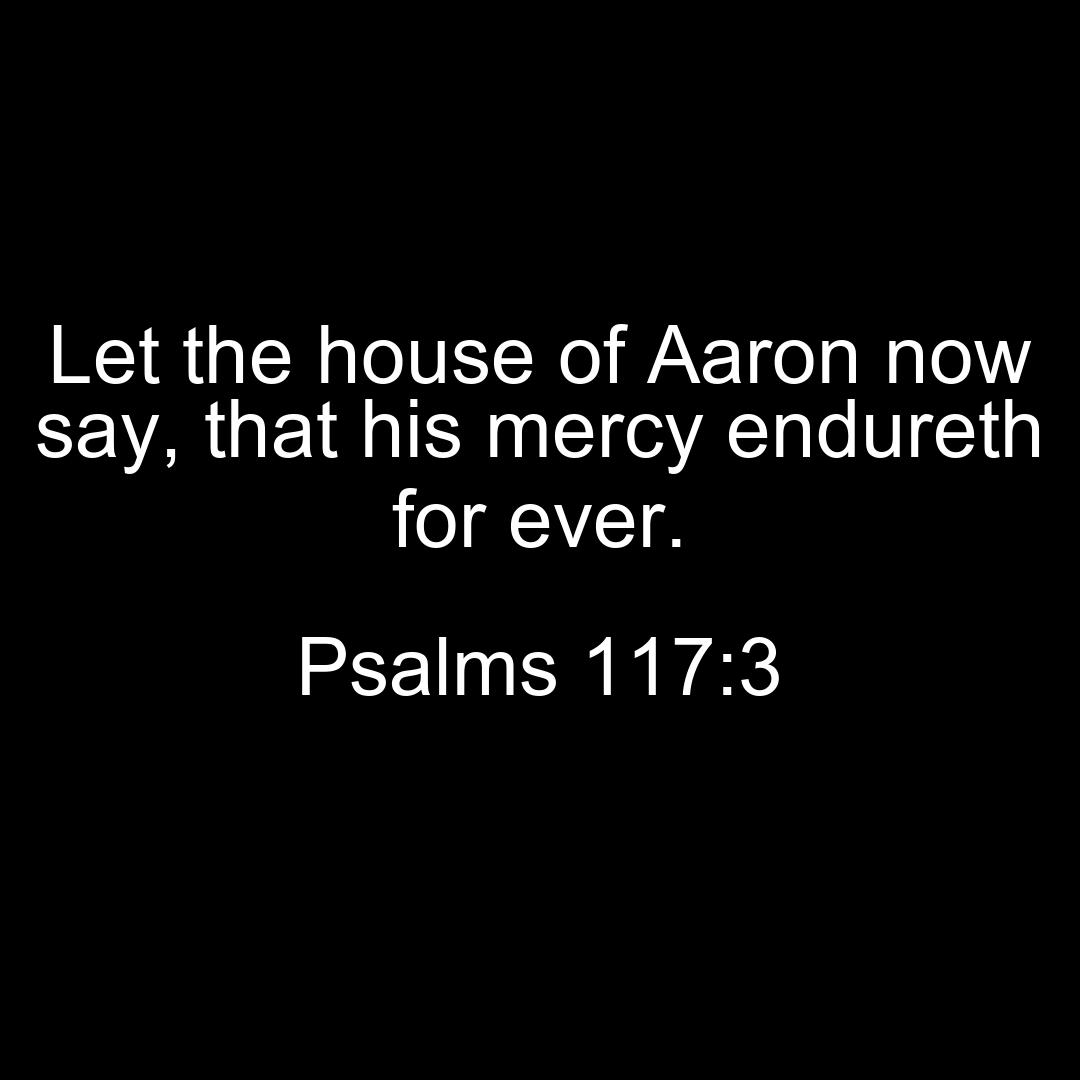 Let the house of Aaron now
say, that his mercy endureth
for ever.
Psalms 117:3